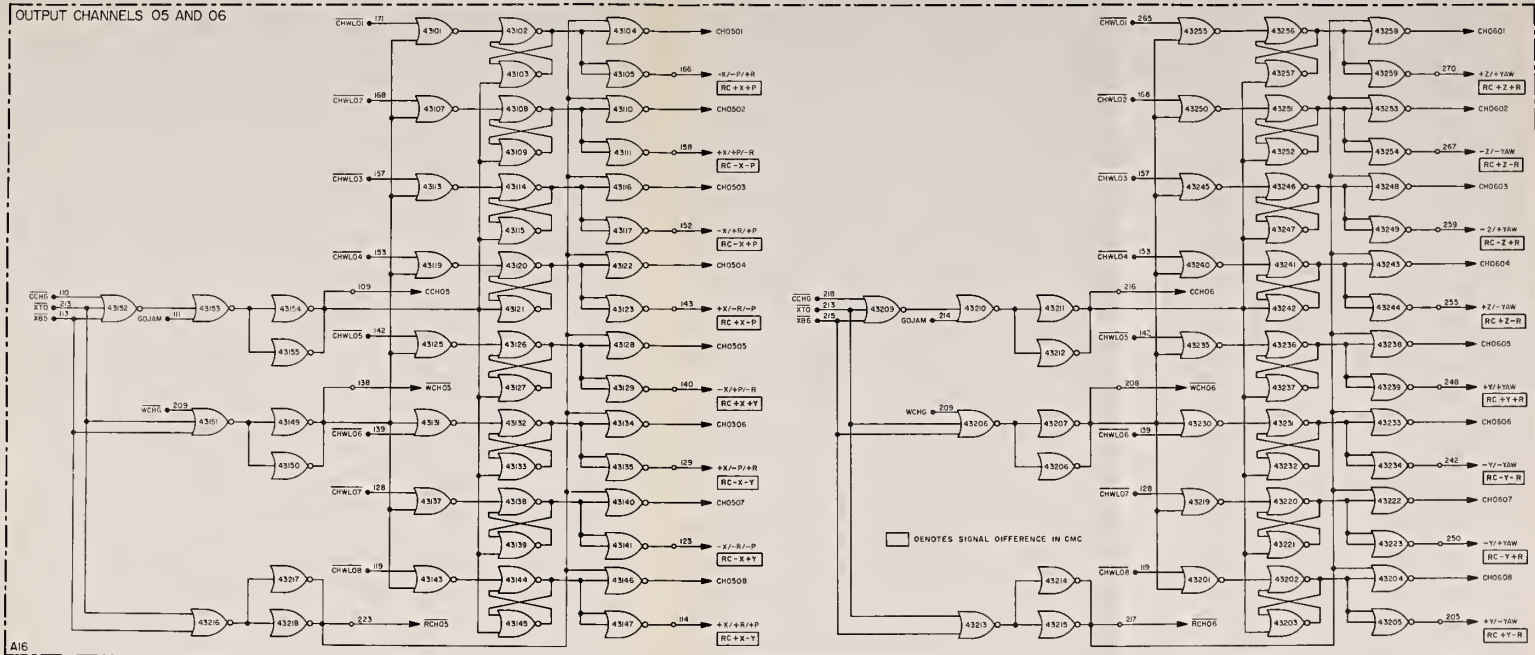 OUTPUT CHANNELS 05 AND 06
CHWL01 171 43101 43102 43104 CH0501
43103 43105 166 -X/-P/+R
RC+X+P
CHWL02 168 43107 43108 43110 CH0502
43109 43111 158 +X/+P/-R
RC-X-P
CHWL03 157 43113 43114 43116 CH0503
43115 43117 152 -X/+R/+P
RC-X+P
CHWL04 153 43119 43120 43122 CH0504
109 CCH05
CCHG 110 43152 43153 43154 43121 43123 143 +X/-R/-P
XT0 213
XB5 113
GOJAM 111
RC+X-P
43155
CHWL05 142 43125 43126 43128 CH0505
138 WCH05
43127 43129 140 -X/+P/-R
RC+X+Y
WCHG 209 43151 43149 43131 43132 43134 CH0306
CHWL06 139
43150 43133 43135 129 +X/-P/+R
RC-X-Y
CHWL07 128 43137 43138 43140 CH0507
43139 43141 123 -X/-R/-P
RC-X+Y
CHWL08 119 43143 43144 43146 CH0508
43217
43216 43218 223 RCH05
43145 43147 114 +X/+R/+P
RC+X-Y
A16
CHWL01 265 43255 43256 43258 CH0601
43257 43259 270 +Z/+YAW
RC+Z+R
CHWL02 168 43250 43251 43253 CH0602
43252 43254 267 -Z/-YAW
RC+Z-R
CHWL03 157 43245 43246 43248 CH0603
43247 43249 259 -Z/+YAW
RC-Z+R
CHWL04 153 43240 43241 43243 CH0604
216 CCH06
CCHG 218 43209 43210 43211 43242 43244 255 +Z/-YAW
XT0 213
XB6 215
GOJAM 214
RC+Z-R
43212
CHWL05 142 43235 43236 43238 CH0605
208 WCH06
43237 43239 248 +Y/+YAW
RC+Y+R
WCHG 209 43206 43207 43230 43231 43233 CH0606
CHWL06 139
43206 43232 43234 242 -Y/-YAW
RC-Y-R
CHWL07 128 43219 43220 43222 CH0607
DENOTES SIGNAL DIFFERENCE IN CMC
43221 43223 250 -Y/+YAW
RC-Y+R
CHWL08 119 43201 43202 43204 CH0608
43214
43213 43215 217 RCH06
43203 43205 205 +Y/-YAW
RC+Y-R